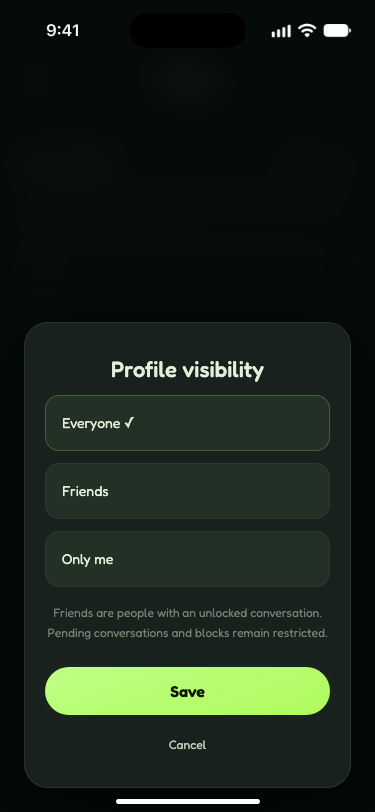 9:41
Profile visibility
Everyone ✓
Friends
Only me
Friends are people with an unlocked conversation.
Pending conversations and blocks remain restricted.
Save
Cancel